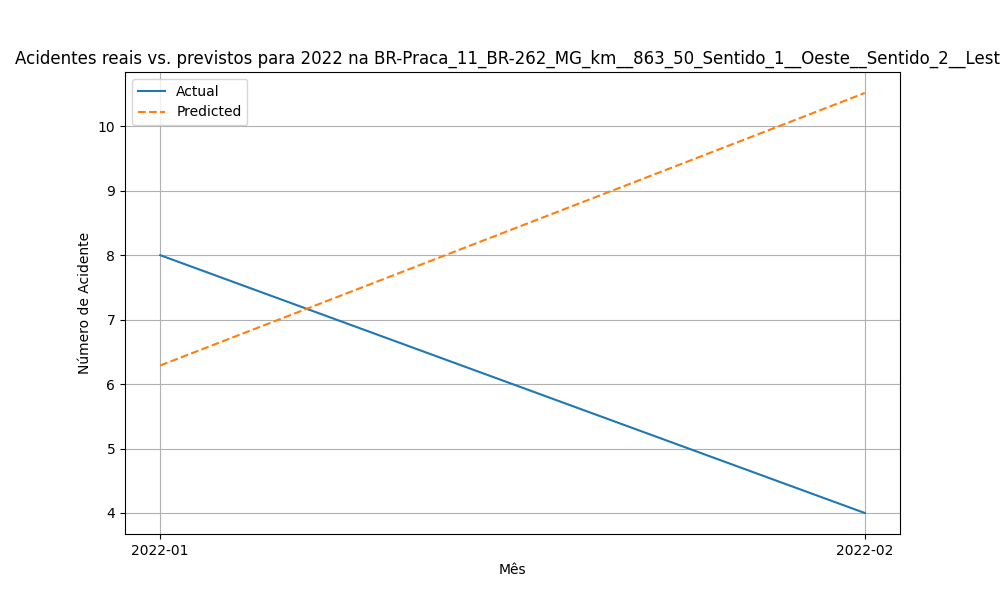 Acidentes reais vs. previstos para 2022 na BR-Praca_11_BR-262_MG_km__863_50_Sentido_1__Oeste__Sentido_2__Lest
Actual
Predicted
10
9
8
7
6
5
4
Número de Acidente
2022-01
2022-02
Mês